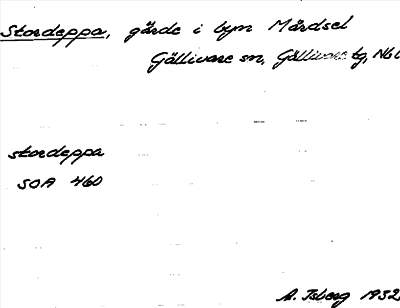 Stordeppa, gärde i byn Mårdsel
Gällivare sn, Gällivare tg, Nbl
stordeppa
SOA 460
A. Isberg 1932